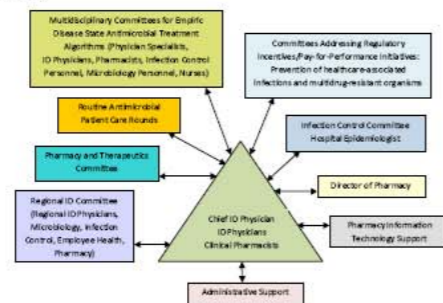 Multidisciplinary Committees for Empiric
Disease State Antimicrobial Treatment
Algorithms (Physician Specialists,
ID Physicians, Pharmacists, Infection Control
Personnel, Microbiology Personnel, Nurses)
Committees Addressing Regulatory
Incentives/Pay-for-Performance Initiatives:
Prevention of healthcare-associated
infections and multidrug-resistant organisms
Routine Antimicrobial
Patient Care Rounds
Infection Control Committee
Hospital Epidemiologist
Pharmacy and Therapeutics
Committee
Director of Pharmacy
Regional ID Committee
(Regional ID Physicians,
Microbiology, Infection
Control, Employee Health,
Pharmacy)
Chief ID Physician
ID Physicians
Clinical Pharmacists
Pharmacy Information
Technology Support
Administrative Support